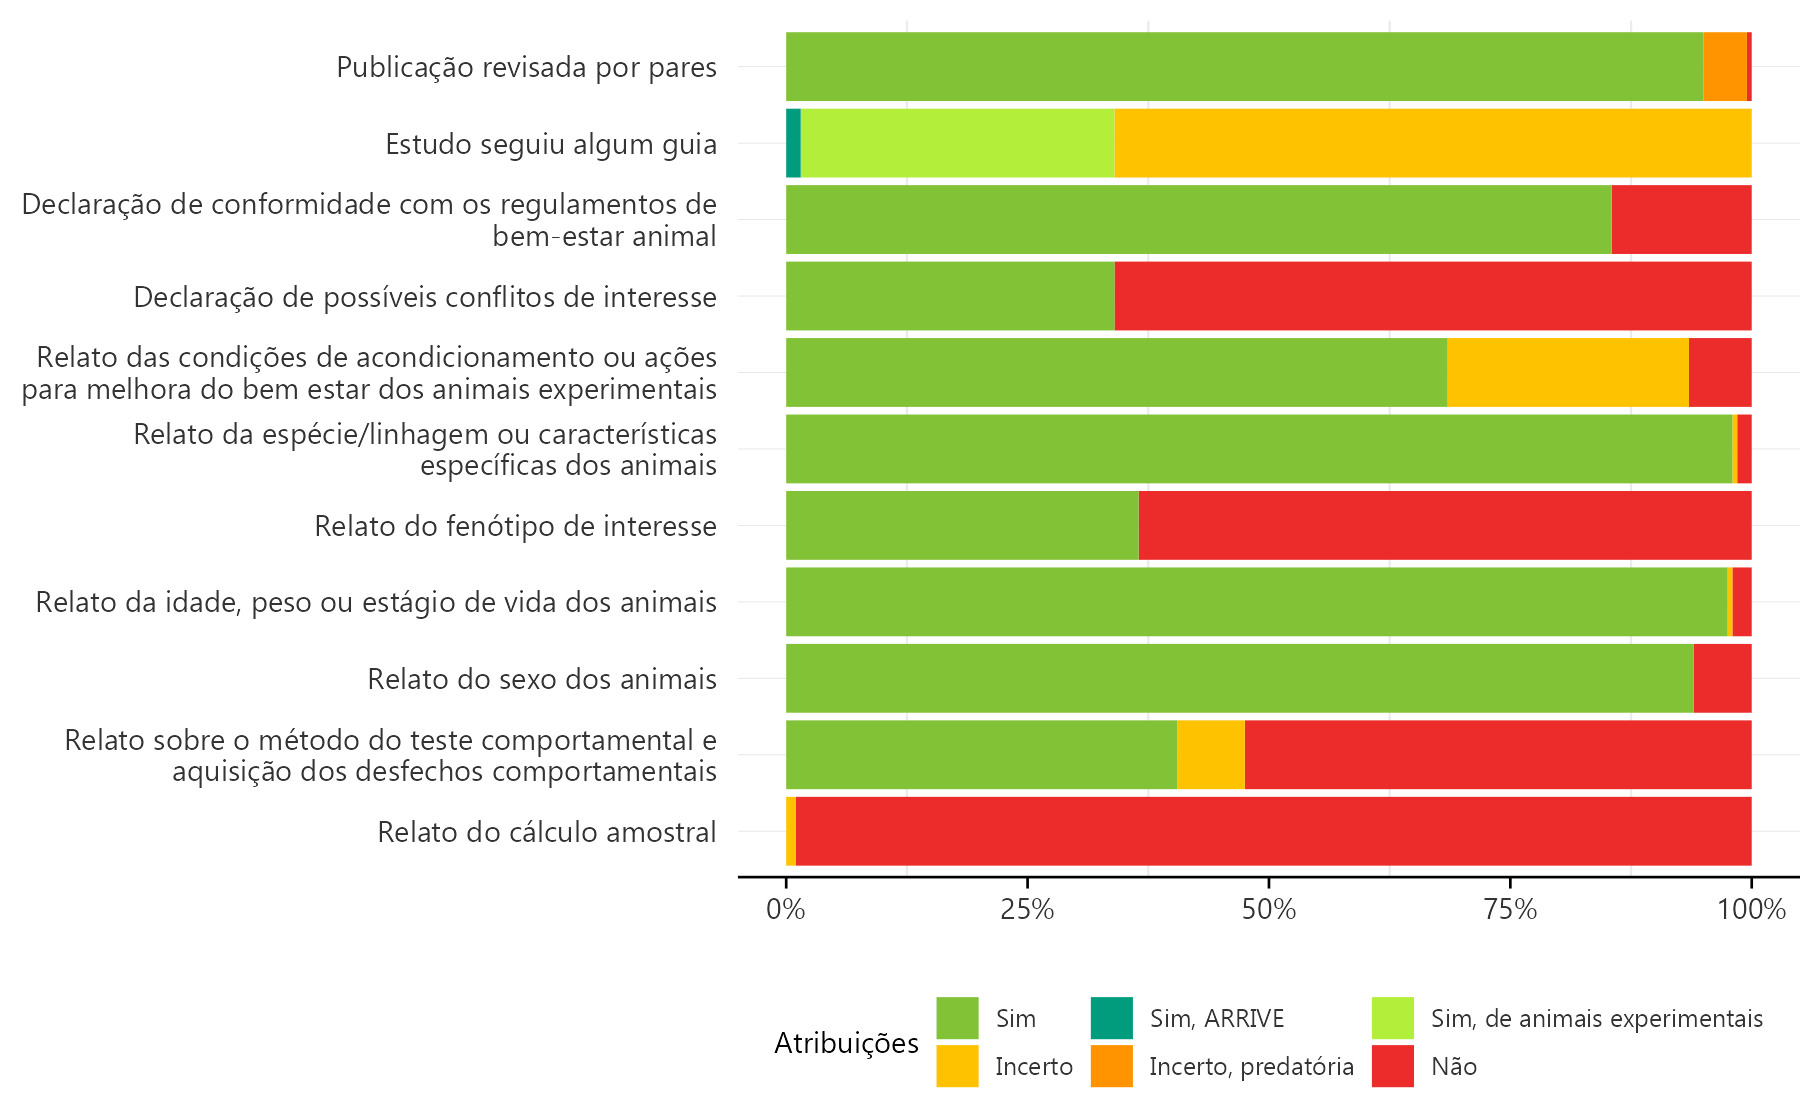 Publicação revisada por pares
Estudo seguiu algum guia
Declaração de conformidade com os regulamentos de
bem-estar animal
Declaração de possíveis conflitos de interesse
Relato das condições de acondicionamento ou ações
para melhora do bem estar dos animais experimentais
Relato da espécie/linhagem ou características
específicas dos animais
Relato do fenótipo de interesse
Relato da idade, peso ou estágio de vida dos animais
Relato do sexo dos animais
Relato sobre o método do teste comportamental e
aquisição dos desfechos comportamentais
Relato do cálculo amostral
0% 25% 50% 75% 100%
Atribuições
Sim Sim, ARRIVE Sim, de animais experimentais
Incerto Incerto, predatória Não